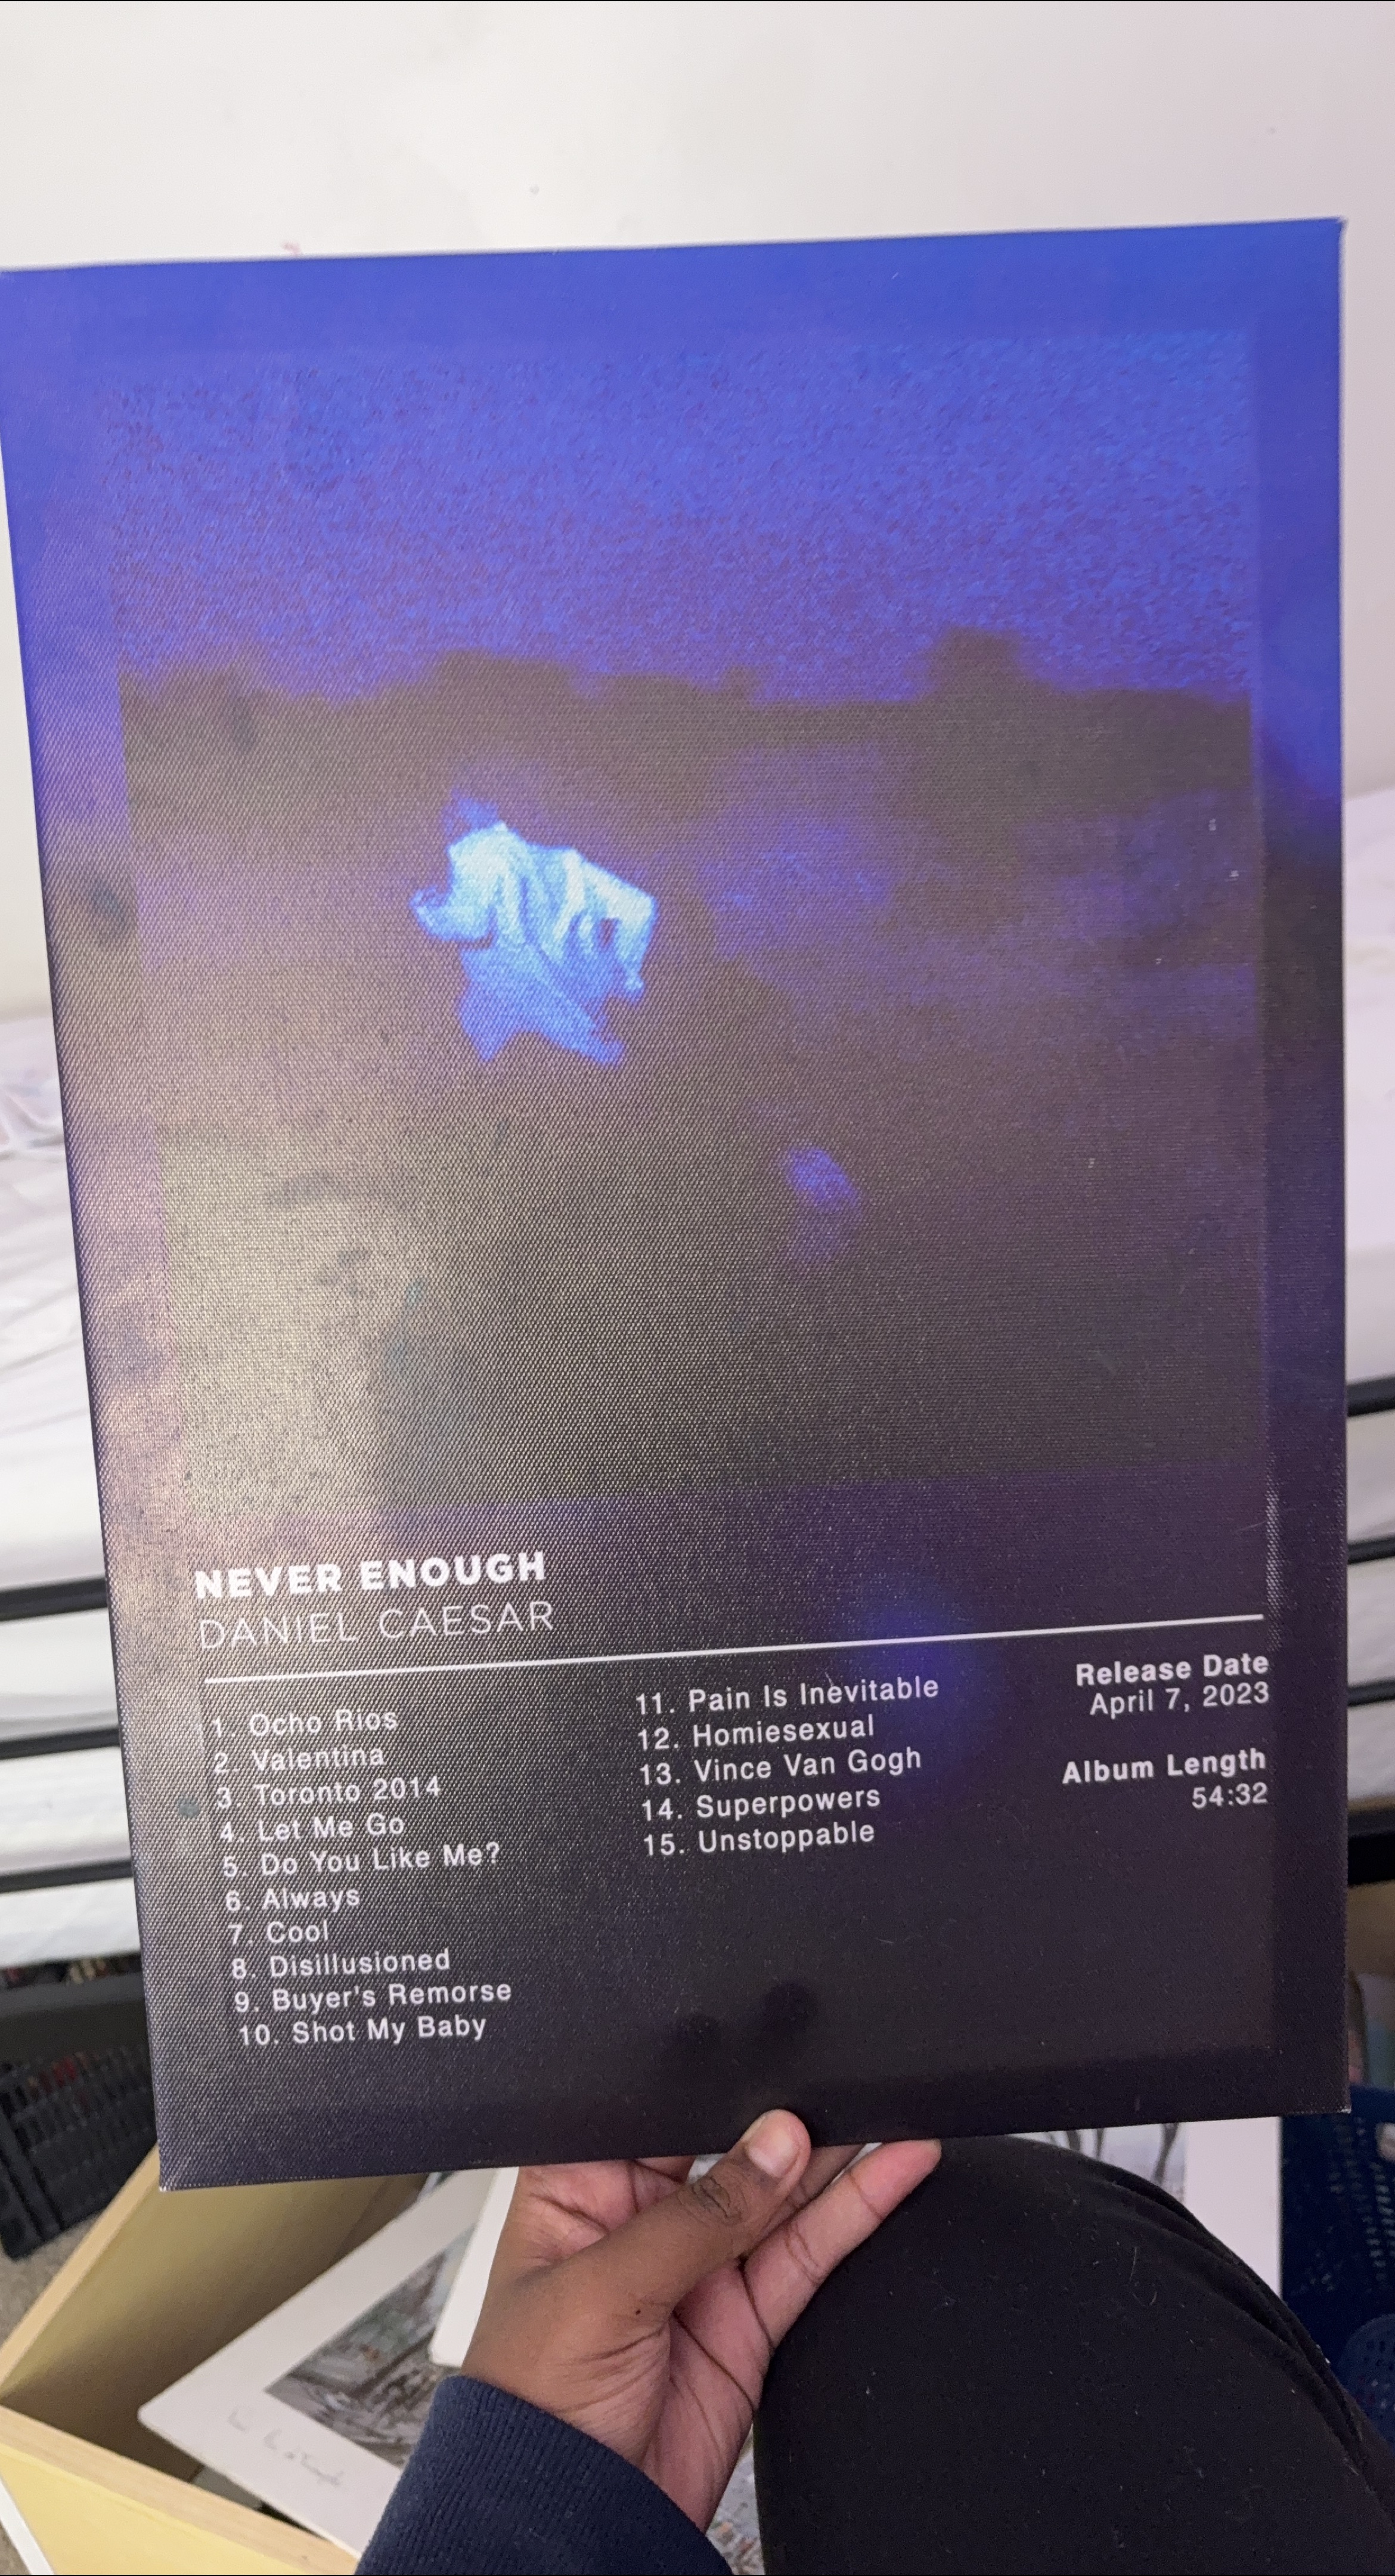 NEVER ENOUGH
DANIEL CAESAR
1. Ocho Rios
2. Valentina
3. Toronto 2014
4. Let Me Go
5. Do You Like Me?
6. Always
7. Cool
8. Disillusioned
9. Buyer's Remorse
10. Shot My Baby
11. Pain Is Inevitable
12. Homiesexual
13. Vince Van Gogh
14. Superpowers
15. Unstoppable
Release Date
April 7, 2023
Album Length
54:32